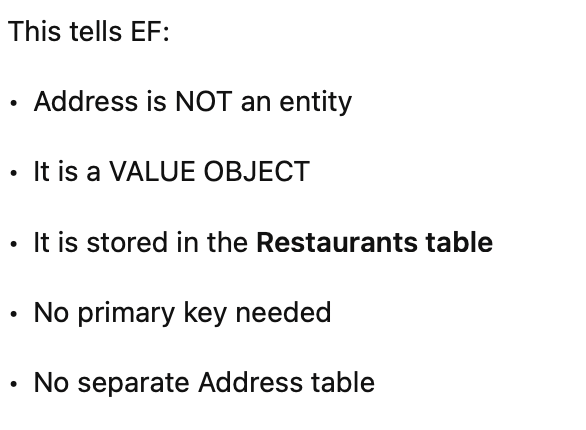 This tells EF:
• Address is NOT an entity
• It is a VALUE OBJECT
• It is stored in the Restaurants table
• No primary key needed
• No separate Address table